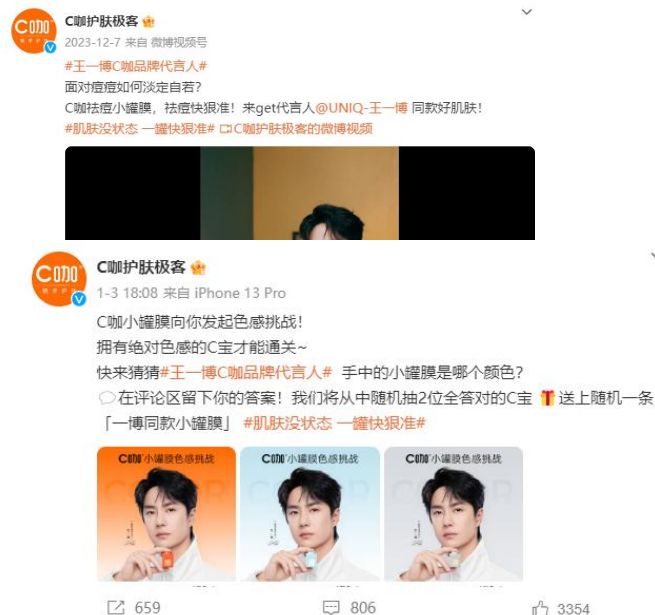 C咖
C咖护肤极客
2023-12-7 来自 微博视频号
#王一博C咖品牌代言人#
面对痘痘如何淡定自若？
C咖祛痘小罐膜，祛痘快狠准！来get代言人@UNIQ-王一博 同款好肌肤！
#肌肤没状态 一罐快狠准# C咖护肤极客的微博视频
C咖
C咖护肤极客
1-3 18:08 来自 iPhone 13 Pro
C咖小罐膜向你发起色感挑战！
拥有绝对色感的C宝才能通关~
快来猜猜#王一博C咖品牌代言人# 手中的小罐膜是哪个颜色？
在评论区留下你的答案！我们将从中随机抽2位全答对的C宝 送上随机一条
「一博同款小罐膜」 #肌肤没状态 一罐快狠准#
C咖小罐膜色感挑战 C咖小罐膜色感挑战 C咖小罐膜色感挑战
659 806 3354